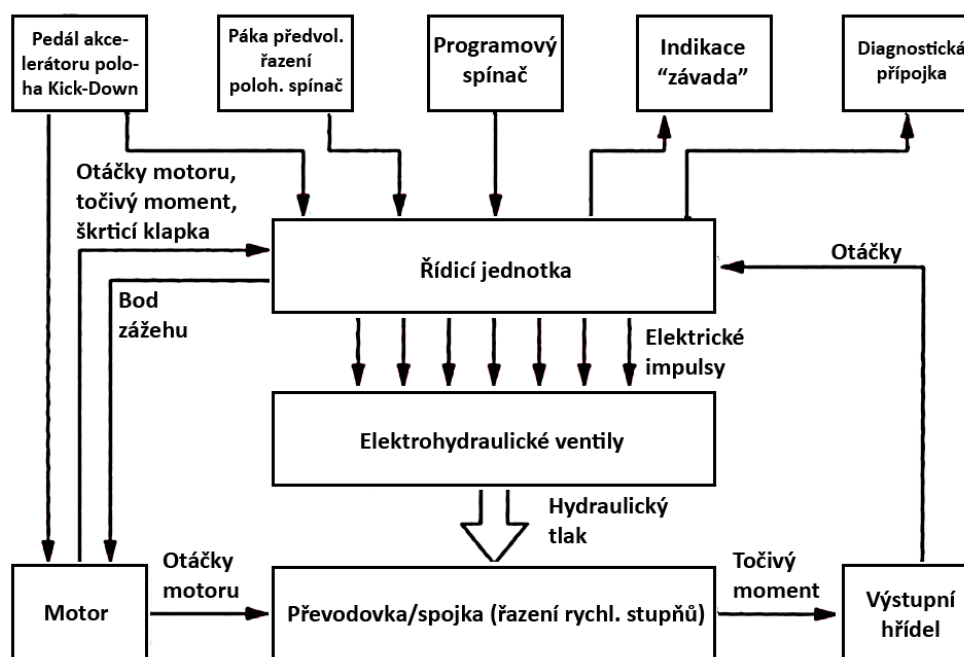 Pedál akce-
lerátoru polo-
ha Kick-Down
Páka předvol.
řazení
poloh. spínač
Programový
spínač
Indikace
“závada”
Diagnostická
přípojka
Otáčky motoru,
točivý moment,
škrticí klapka
Řídicí jednotka
Otáčky
Bod
zážehu
Elektrické
impulsy
Elektrohydraulické ventily
Hydraulický
tlak
Motor
Otáčky
motoru
Převodovka/spojka (řazení rychl. stupňů)
Točivý
moment
Výstupní
hřídel